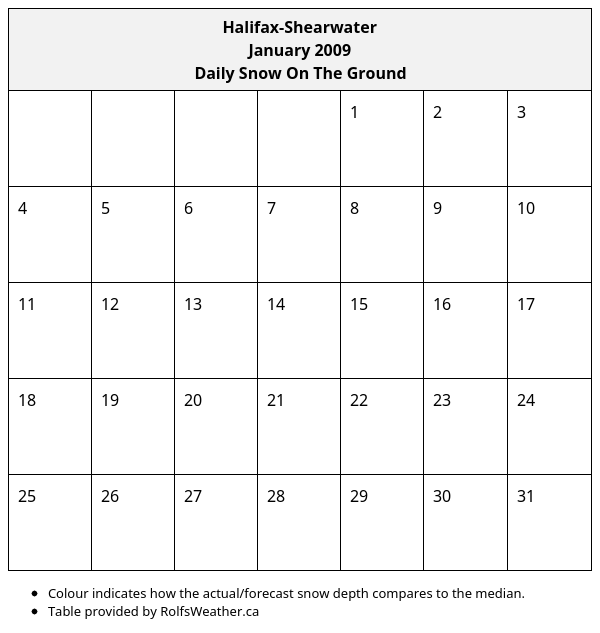 Halifax-Shearwater
January 2009
Daily Snow On The Ground
1 2 3
4 5 6 7 8 9 10
11 12 13 14 15 16 17
18 19 20 21 22 23 24
25 26 27 28 29 30 31
• Colour indicates how the actual/forecast snow depth compares to the median.
• Table provided by RolfsWeather.ca